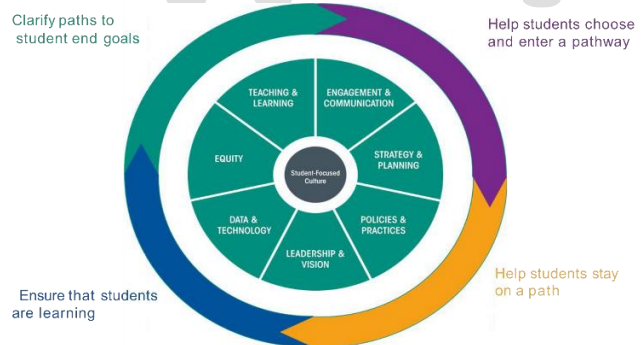 Clarify paths to
student end goals
Help students choose
and enter a pathway
TEACHING &
LEARNING
ENGAGEMENT &
COMMUNICATION
EQUITY
STRATEGY &
PLANNING
Student-Focused
Culture
DATA &
TECHNOLOGY
POLICIES &
PRACTICES
LEADERSHIP &
VISION
Ensure that students
are learning
Help students stay
on a path